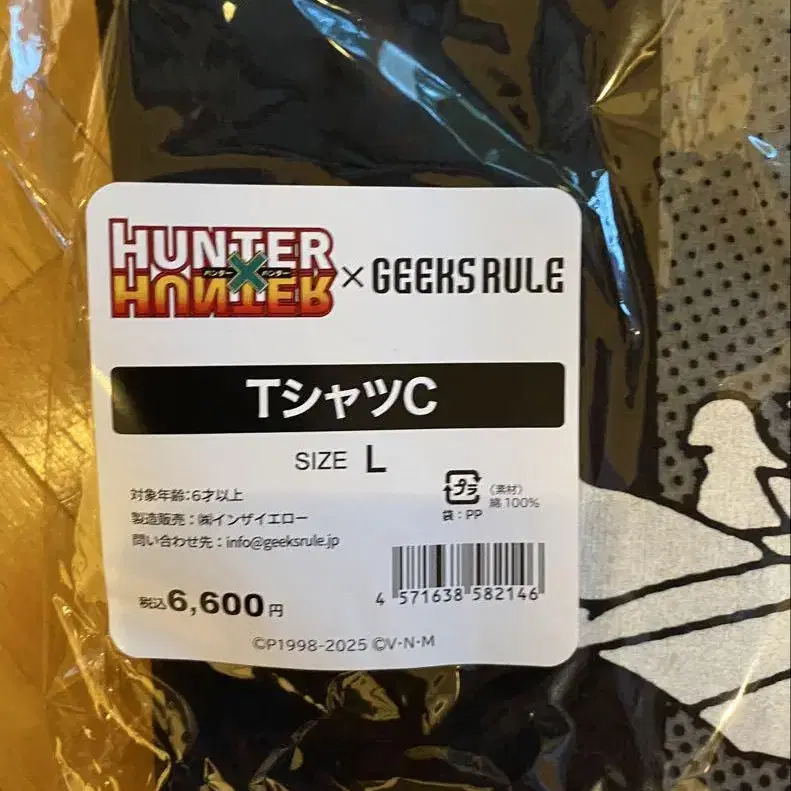 HUNTER×HUNTER × GEEKS RULE
ハンター ハンター
TシャツC
SIZE L
対象年齢:6才以上
製造販売:㈱インザイエロー
問い合わせ先:info@geeksrule.jp
プラ
袋:PP
〈素材〉
綿100%
税込6,600円
4 571638 582146
©P1998-2025 ©V·N·M